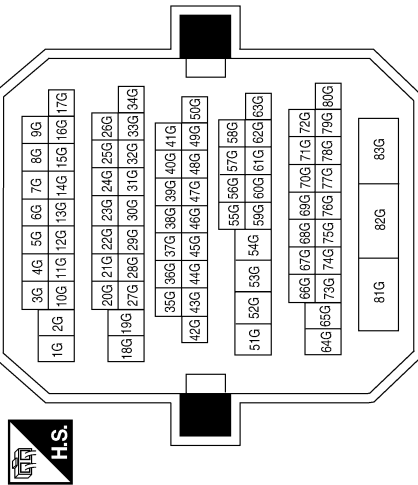 1G 2G 3G 4G 5G 6G 7G 8G 9G
10G 11G 12G 13G 14G 15G 16G 17G
18G 19G 20G 21G 22G 23G 24G 25G 26G
27G 28G 29G 30G 31G 32G 33G 34G
35G 36G 37G 38G 39G 40G 41G
42G 43G 44G 45G 46G 47G 48G 49G 50G
51G 52G 53G 54G 55G 56G 57G 58G
59G 60G 61G 62G 63G
64G 65G 66G 67G 68G 69G 70G 71G 72G
73G 74G 75G 76G 77G 78G 79G 80G
81G 82G 83G
H.S.